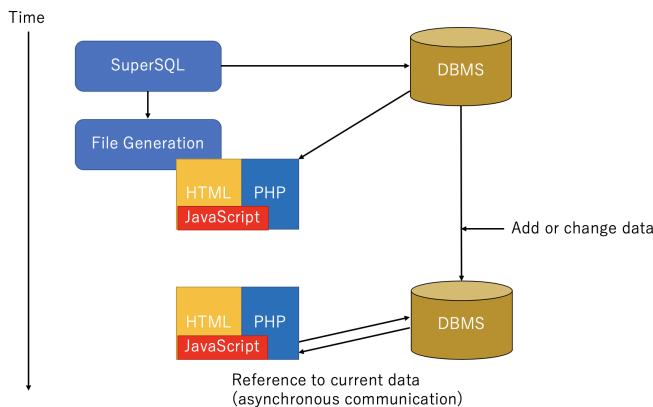 Time
SuperSQL
DBMS
File Generation
HTML
PHP
JavaScript
Add or change data
HTML
PHP
JavaScript
DBMS
Reference to current data
(asynchronous communication)